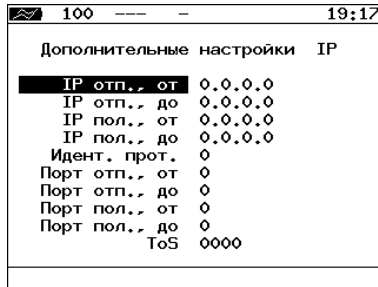 100 --- - 19:17
Дополнительные настройки IP
IP отп., от 0.0.0.0
IP отп., до 0.0.0.0
IP пол., от 0.0.0.0
IP пол., до 0.0.0.0
Идент. прот. 0
Порт отп., от 0
Порт отп., до 0
Порт пол., от 0
Порт пол., до 0
ToS 0000